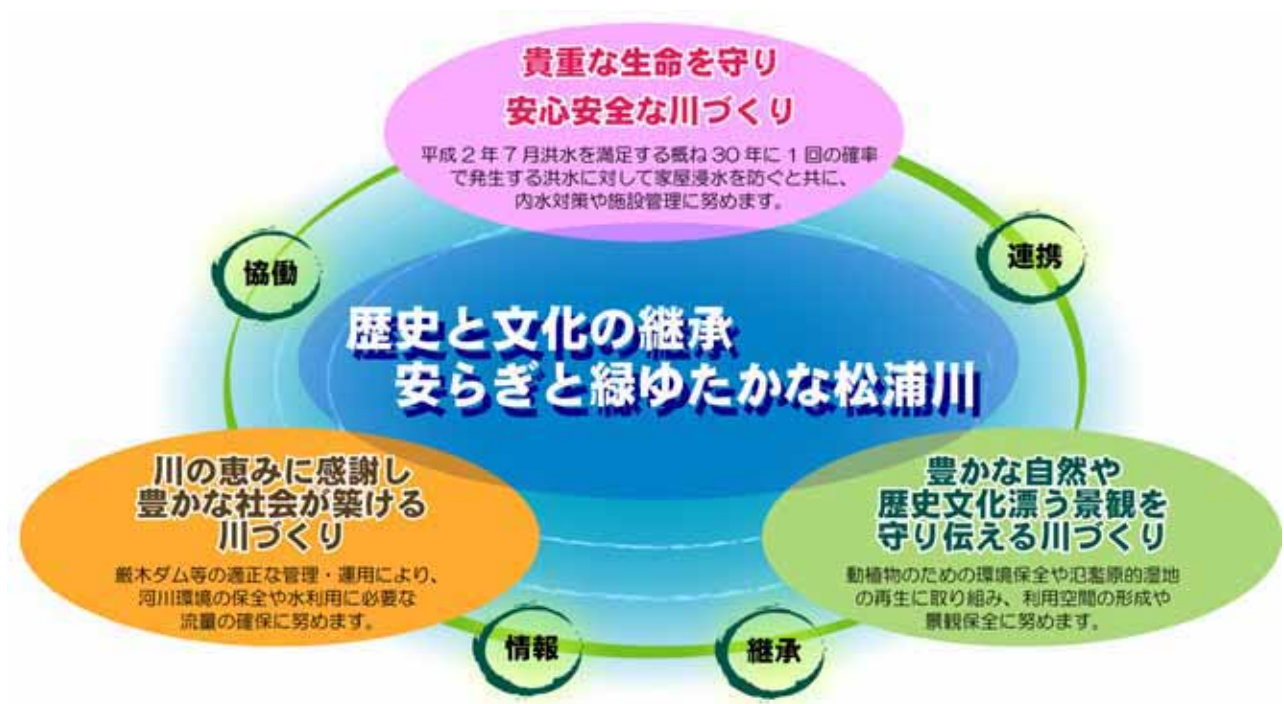 貴重な生命を守り
安心安全な川づくり
平成2年7月洪水を満足する概ね30年に1回の確率
で発生する洪水に対して家屋浸水を防ぐと共に、
内水対策や施設管理に努めます。
協働
連携
歴史と文化の継承
安らぎと緑ゆたかな松浦川
川の恵みに感謝し
豊かな社会が築ける
川づくり
厳木ダム等の適正な管理・運用により、
河川環境の保全や水利用に必要な
流量の確保に努めます。
豊かな自然や
歴史文化漂う景観を
守り伝える川づくり
動植物のための環境保全や氾濫原的湿地
の再生に取り組み、利用空間の形成や
景観保全に努めます。
情報
継承